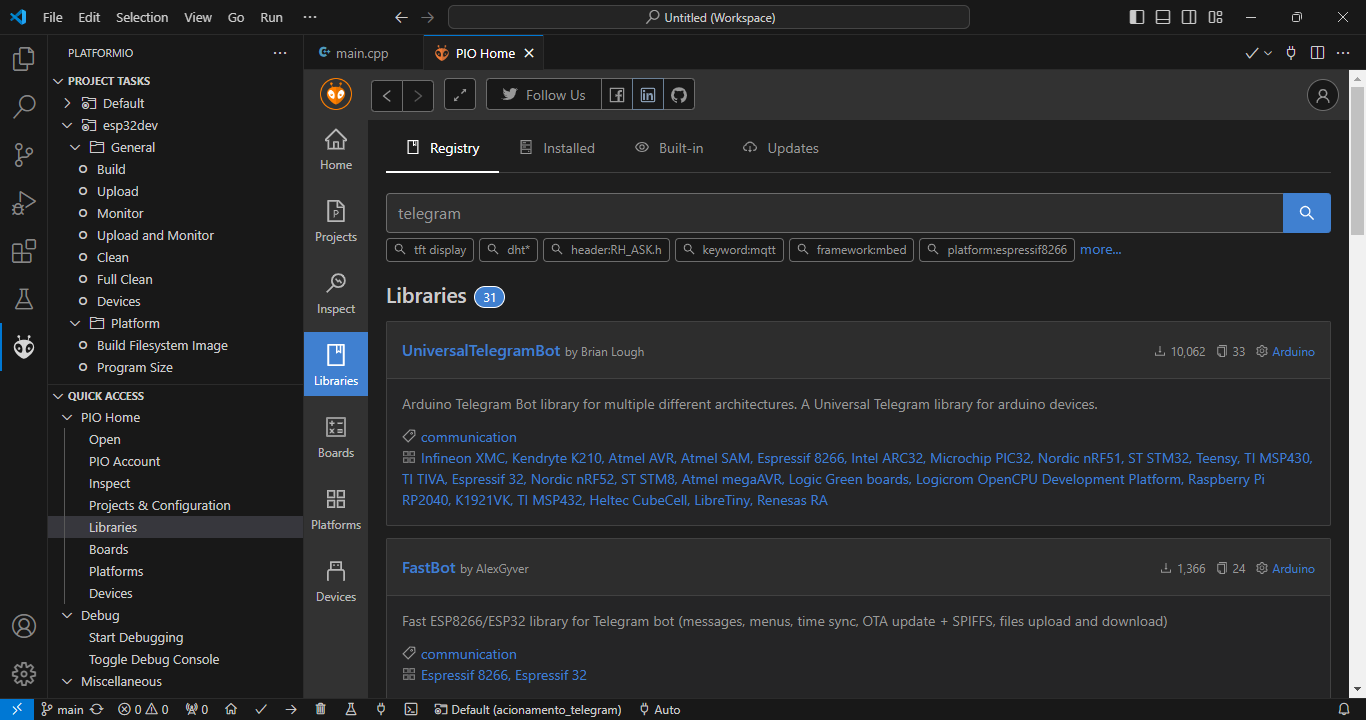 File Edit Selection View Go Run ··· Untitled (Workspace)
PLATFORMIO ···
PROJECT TASKS
Default
esp32dev
General
Build
Upload
Monitor
Upload and Monitor
Clean
Full Clean
Devices
Platform
Build Filesystem Image
Program Size
QUICK ACCESS
PIO Home
Open
PIO Account
Inspect
Projects & Configuration
Libraries
Boards
Platforms
Devices
Debug
Start Debugging
Toggle Debug Console
Miscellaneous
main.cpp PIO Home
Follow Us
Home
Projects
Inspect
Libraries
Boards
Platforms
Devices
Registry Installed Built-in Updates
telegram
tft display dht* header:RH_ASK.h keyword:mqtt framework:mbed platform:espressif8266 more...
Libraries 31
UniversalTelegramBot by Brian Lough 10,062 33 Arduino
Arduino Telegram Bot library for multiple different architectures. A Universal Telegram library for arduino devices.
communication
Infineon XMC, Kendryte K210, Atmel AVR, Atmel SAM, Espressif 8266, Intel ARC32, Microchip PIC32, Nordic nRF51, ST STM32, Teensy, TI MSP430,
TI TIVA, Espressif 32, Nordic nRF52, ST STM8, Atmel megaAVR, Logic Green boards, Logicrom OpenCPU Development Platform, Raspberry Pi
RP2040, K1921VK, TI MSP432, Heltec CubeCell, LibreTiny, Renesas RA
FastBot by AlexGyver 1,366 24 Arduino
Fast ESP8266/ESP32 library for Telegram bot (messages, menus, time sync, OTA update + SPIFFS, files upload and download)
communication
Espressif 8266, Espressif 32
main 0 0 0 Default (acionamento_telegram) Auto